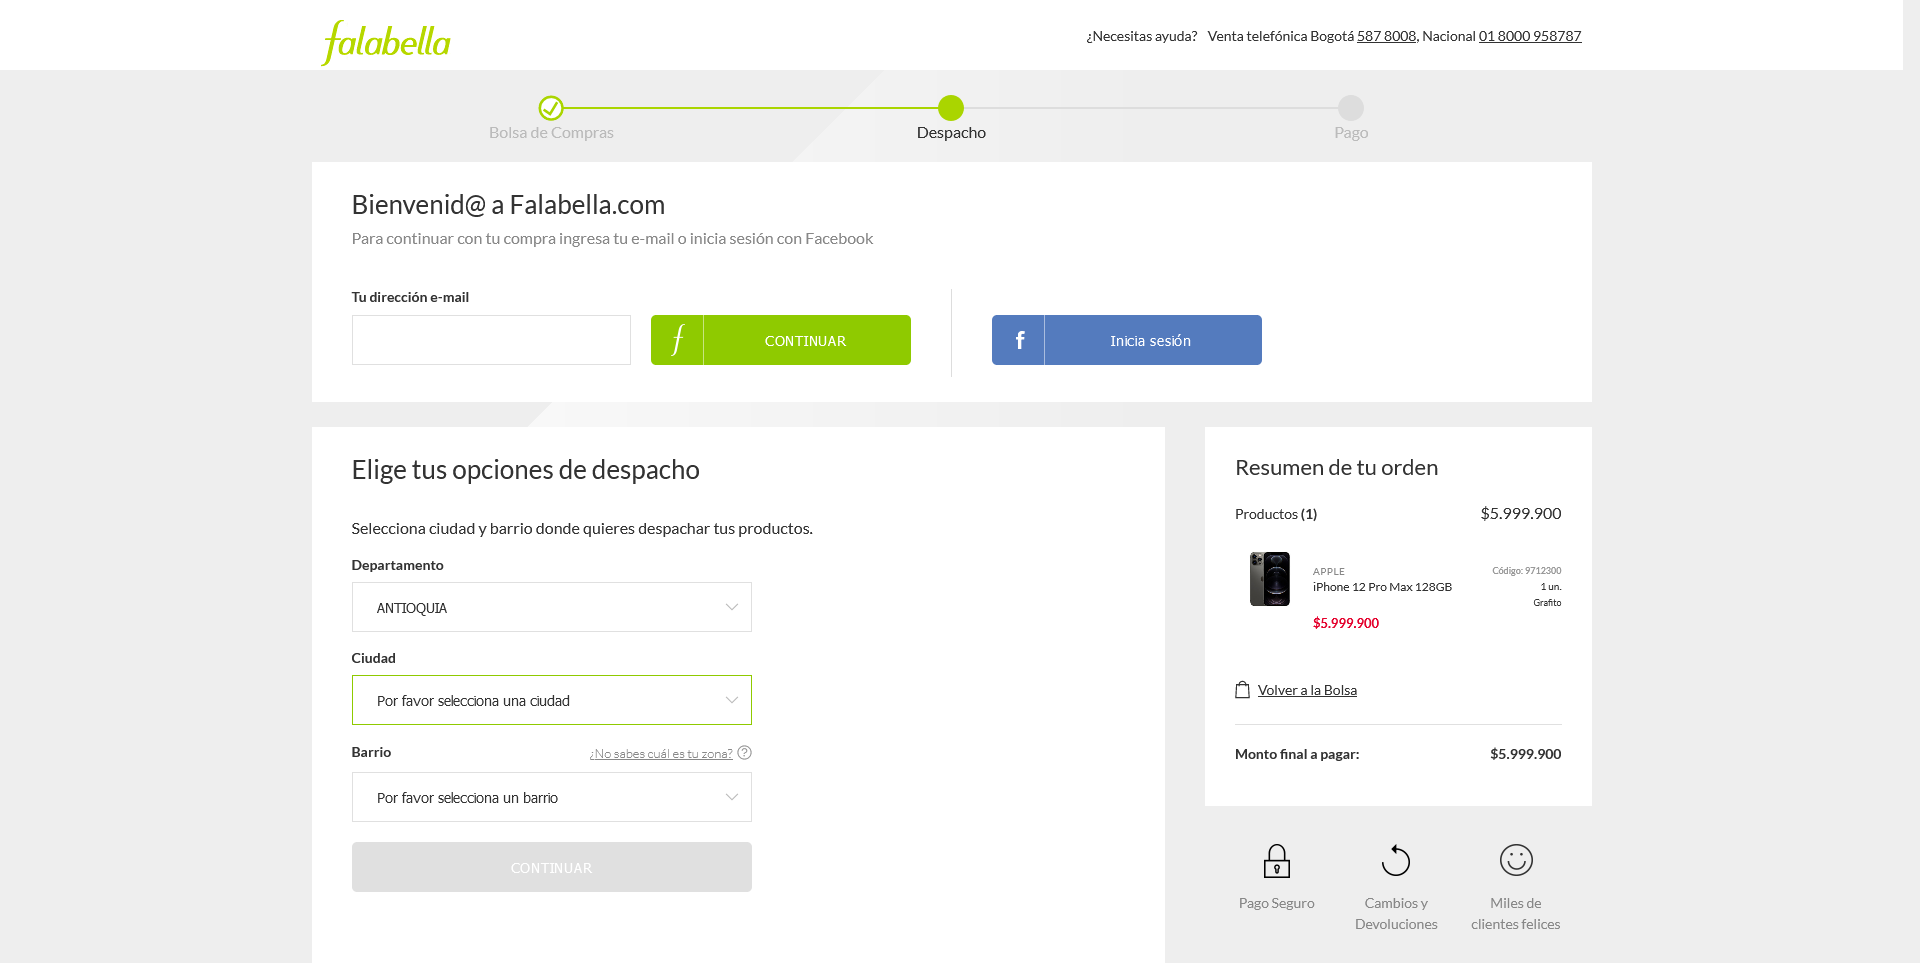 falabella
¿Necesitas ayuda? Venta telefónica Bogotá 587 8008, Nacional 01 8000 958787
Bolsa de Compras
Despacho
Pago
Bienvenid@ a Falabella.com
Para continuar con tu compra ingresa tu e-mail o inicia sesión con Facebook
Tu dirección e-mail
f CONTINUAR
f Inicia sesión
Elige tus opciones de despacho
Selecciona ciudad y barrio donde quieres despachar tus productos.
Departamento
ANTIOQUIA
Ciudad
Por favor selecciona una ciudad
Barrio
¿No sabes cuál es tu zona? ?
Por favor selecciona un barrio
CONTINUAR
Resumen de tu orden
Productos (1) $5.999.900
APPLE
iPhone 12 Pro Max 128GB
$5.999.900
Código: 9712300
1 un.
Grafito
Volver a la Bolsa
Monto final a pagar: $5.999.900
Pago Seguro
Cambios y
Devoluciones
Miles de
clientes felices